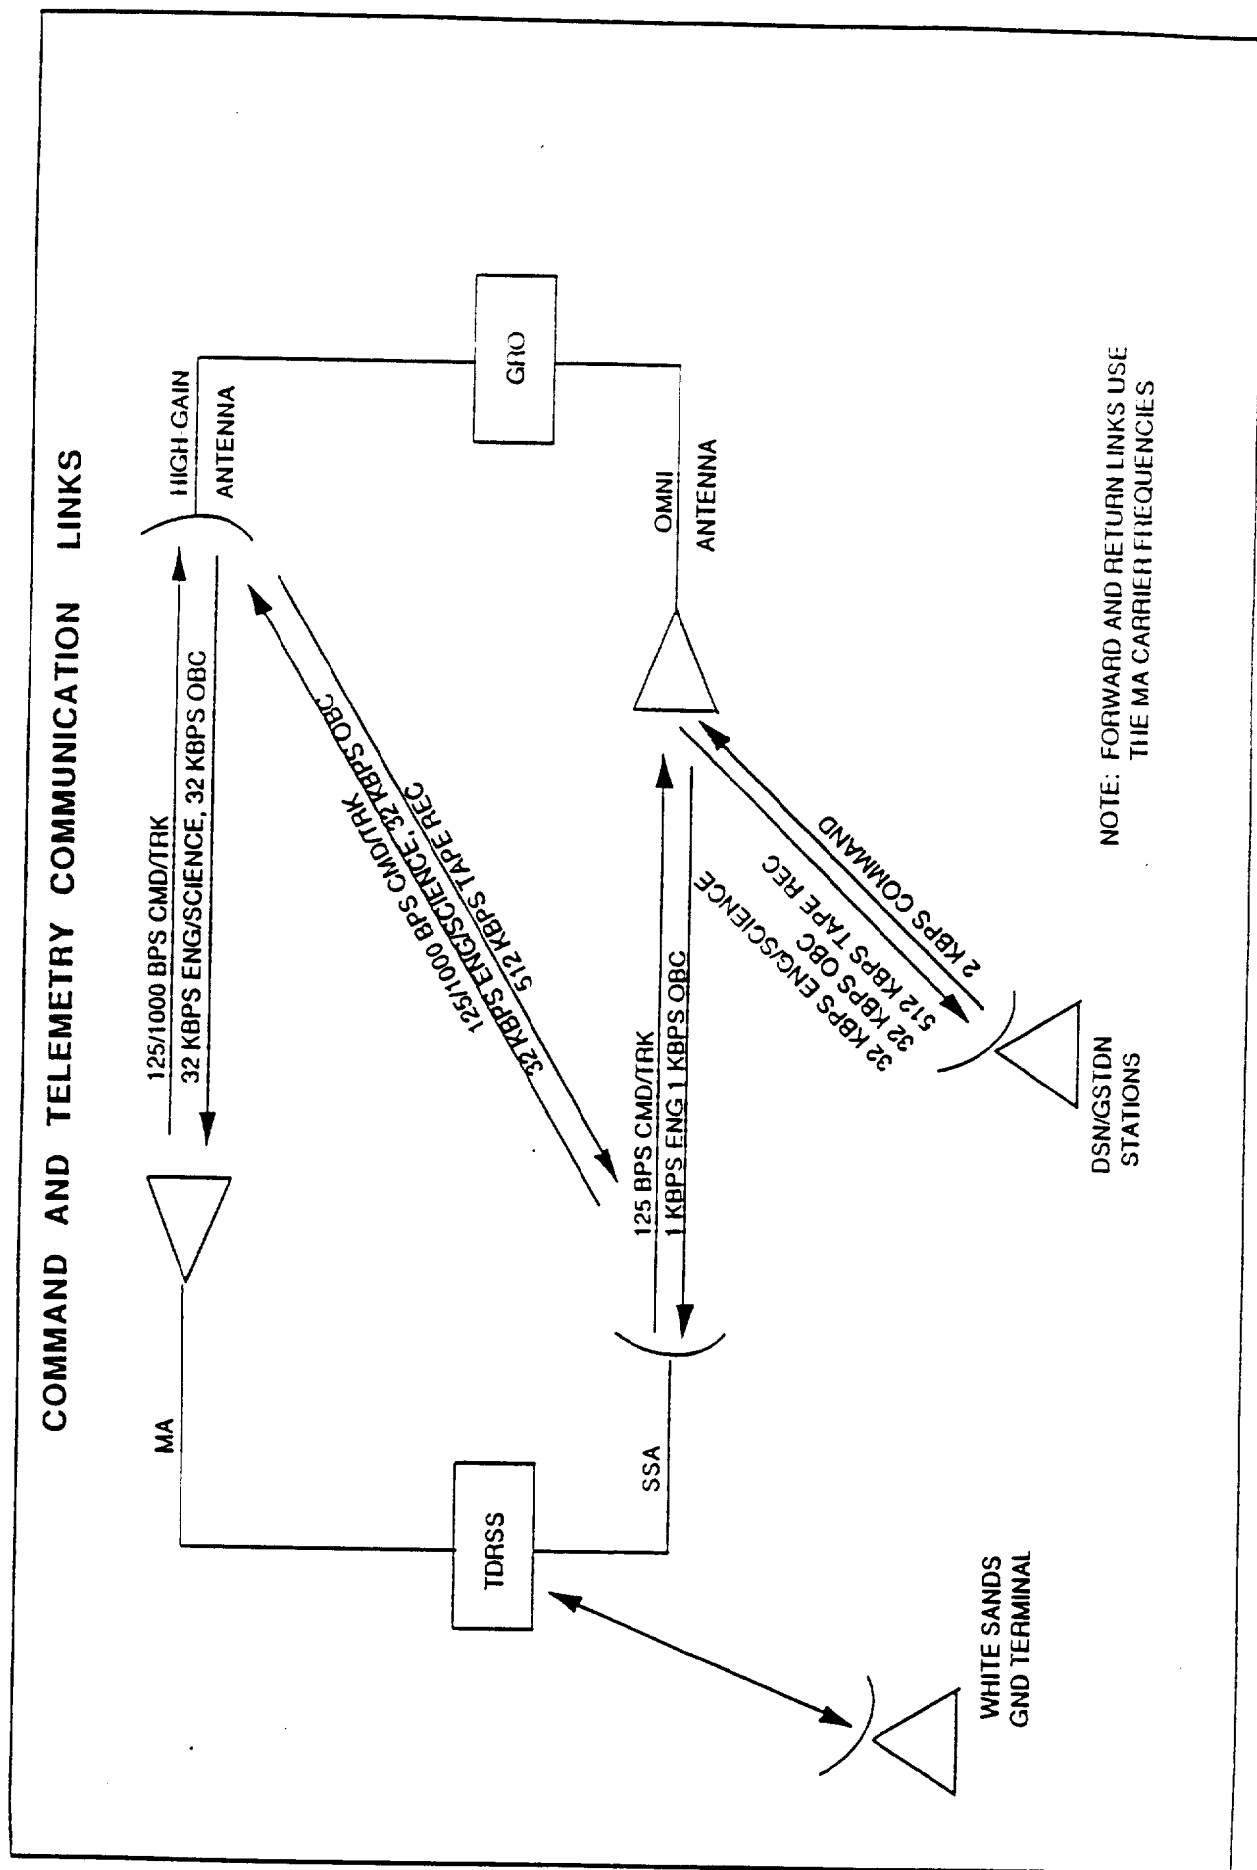 COMMAND AND TELEMETRY COMMUNICATION LINKS
MA
125/1000 BPS CMD/TRK
32 KBPS ENG/SCIENCE, 32 KBPS OBC
HIGH-GAIN
ANTENNA
125/1000 BPS CMD/TRK
32 KBPS ENG/SCIENCE, 32 KBPS OBC
512 KBPS TAPE REC
TDRSS
GRO
SSA
125 BPS CMD/TRK
1 KBPS ENG 1 KBPS OBC
OMNI
ANTENNA
32 KBPS ENG/SCIENCE
32 KBPS OBC
512 KBPS TAPE REC
2 KBPS COMMAND
WHITE SANDS
GND TERMINAL
DSN/GSTDN
STATIONS
NOTE: FORWARD AND RETURN LINKS USE
THE MA CARRIER FREQUENCIES